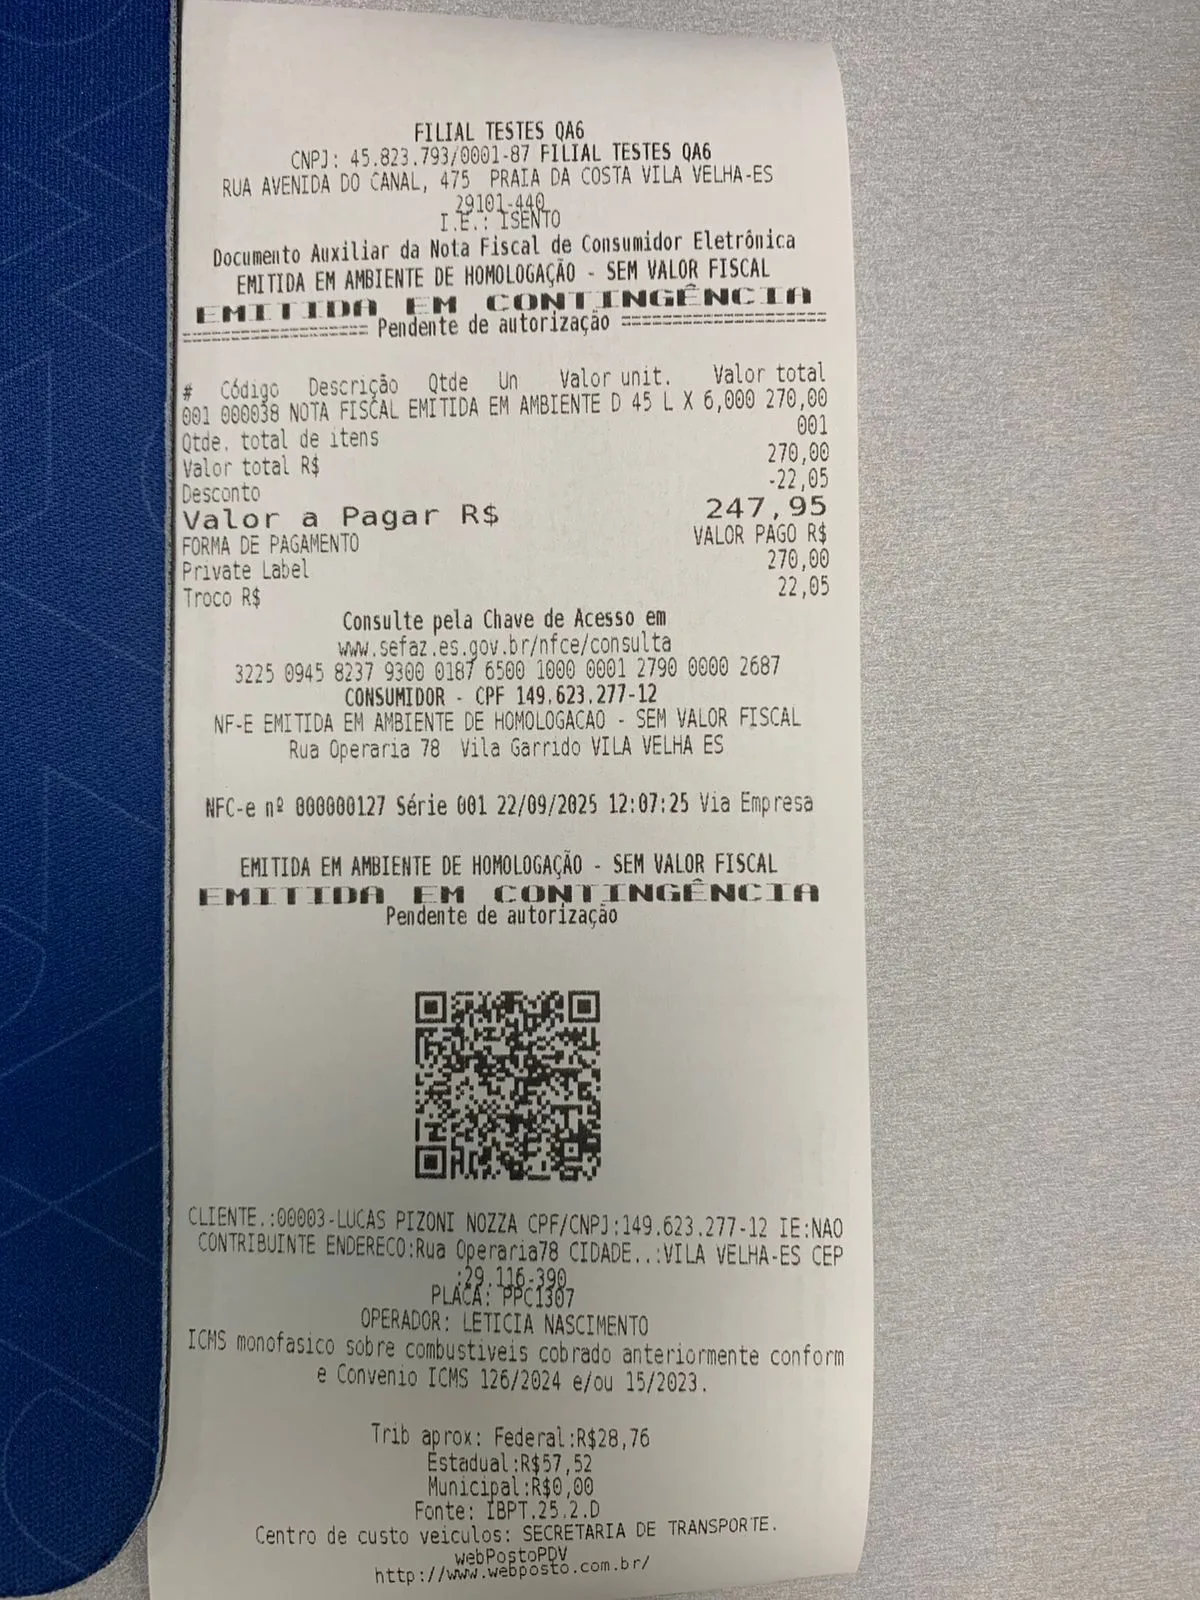 FILIAL TESTES QA6
CNPJ: 45.823.793/0001-87 FILIAL TESTES QA6
RUA AVENIDA DO CANAL, 475 PRAIA DA COSTA VILA VELHA-ES
29101-440
I.E.: ISENTO
Documento Auxiliar da Nota Fiscal de Consumidor Eletrônica
EMITIDA EM AMBIENTE DE HOMOLOGAÇÃO - SEM VALOR FISCAL
EMITIDA EM CONTINGÊNCIA
==================== Pendente de autorização ======================
# Código Descrição Qtde Un Valor unit. Valor total
001 000038 NOTA FISCAL EMITIDA EM AMBIENTE D 45 L X 6,000 270,00
Qtde. total de itens 001
Valor total R$ 270,00
Desconto -22,05
Valor a Pagar R$ 247,95
FORMA DE PAGAMENTO VALOR PAGO R$
Private Label 270,00
Troco R$ 22,05
Consulte pela Chave de Acesso em
www.sefaz.es.gov.br/nfce/consulta
3225 0945 8237 9300 0187 6500 1000 0001 2790 0000 2687
CONSUMIDOR - CPF 149.623.277-12
NF-E EMITIDA EM AMBIENTE DE HOMOLOGACAO - SEM VALOR FISCAL
Rua Operaria 78 Vila Garrido VILA VELHA ES
NFC-e nº 000000127 Série 001 22/09/2025 12:07:25 Via Empresa
EMITIDA EM AMBIENTE DE HOMOLOGAÇÃO - SEM VALOR FISCAL
EMITIDA EM CONTINGÊNCIA
Pendente de autorização
CLIENTE.:00003-LUCAS PIZONI NOZZA CPF/CNPJ:149.623.277-12 IE:NAO
CONTRIBUINTE ENDERECO:Rua Operaria78 CIDADE..:VILA VELHA-ES CEP
:29.116-390
PLACA: PPC1307
OPERADOR: LETICIA NASCIMENTO
ICMS monofasico sobre combustiveis cobrado anteriormente conform
e Convenio ICMS 126/2024 e/ou 15/2023.
Trib aprox: Federal:R$28,76
Estadual:R$57,52
Municipal:R$0,00
Fonte: IBPT.25.2.D
Centro de custo veiculos: SECRETARIA DE TRANSPORTE.
webPostoPDV
http://www.webposto.com.br/